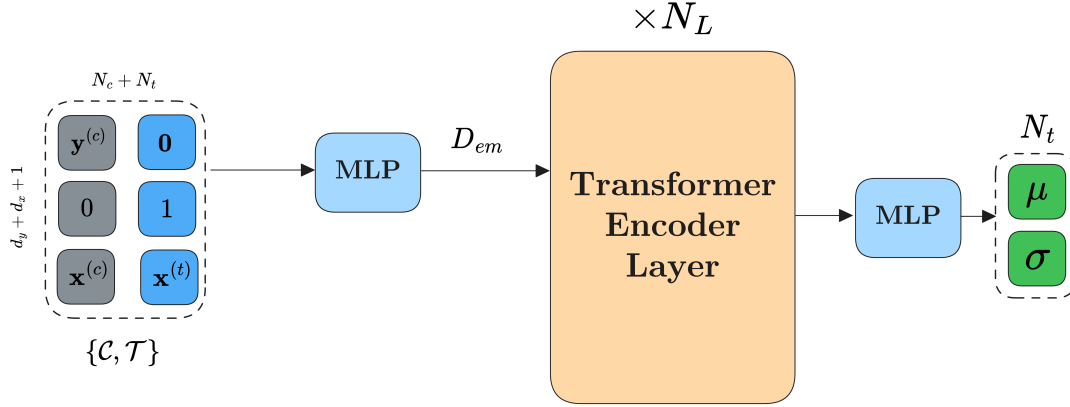 × N_L
N_c + N_t
d_y + d_x + 1
y^(c) 0
0 1
x^(c) x^(t)
{C, T}
MLP
D_em
Transformer
Encoder
Layer
MLP
N_t
μ
σ